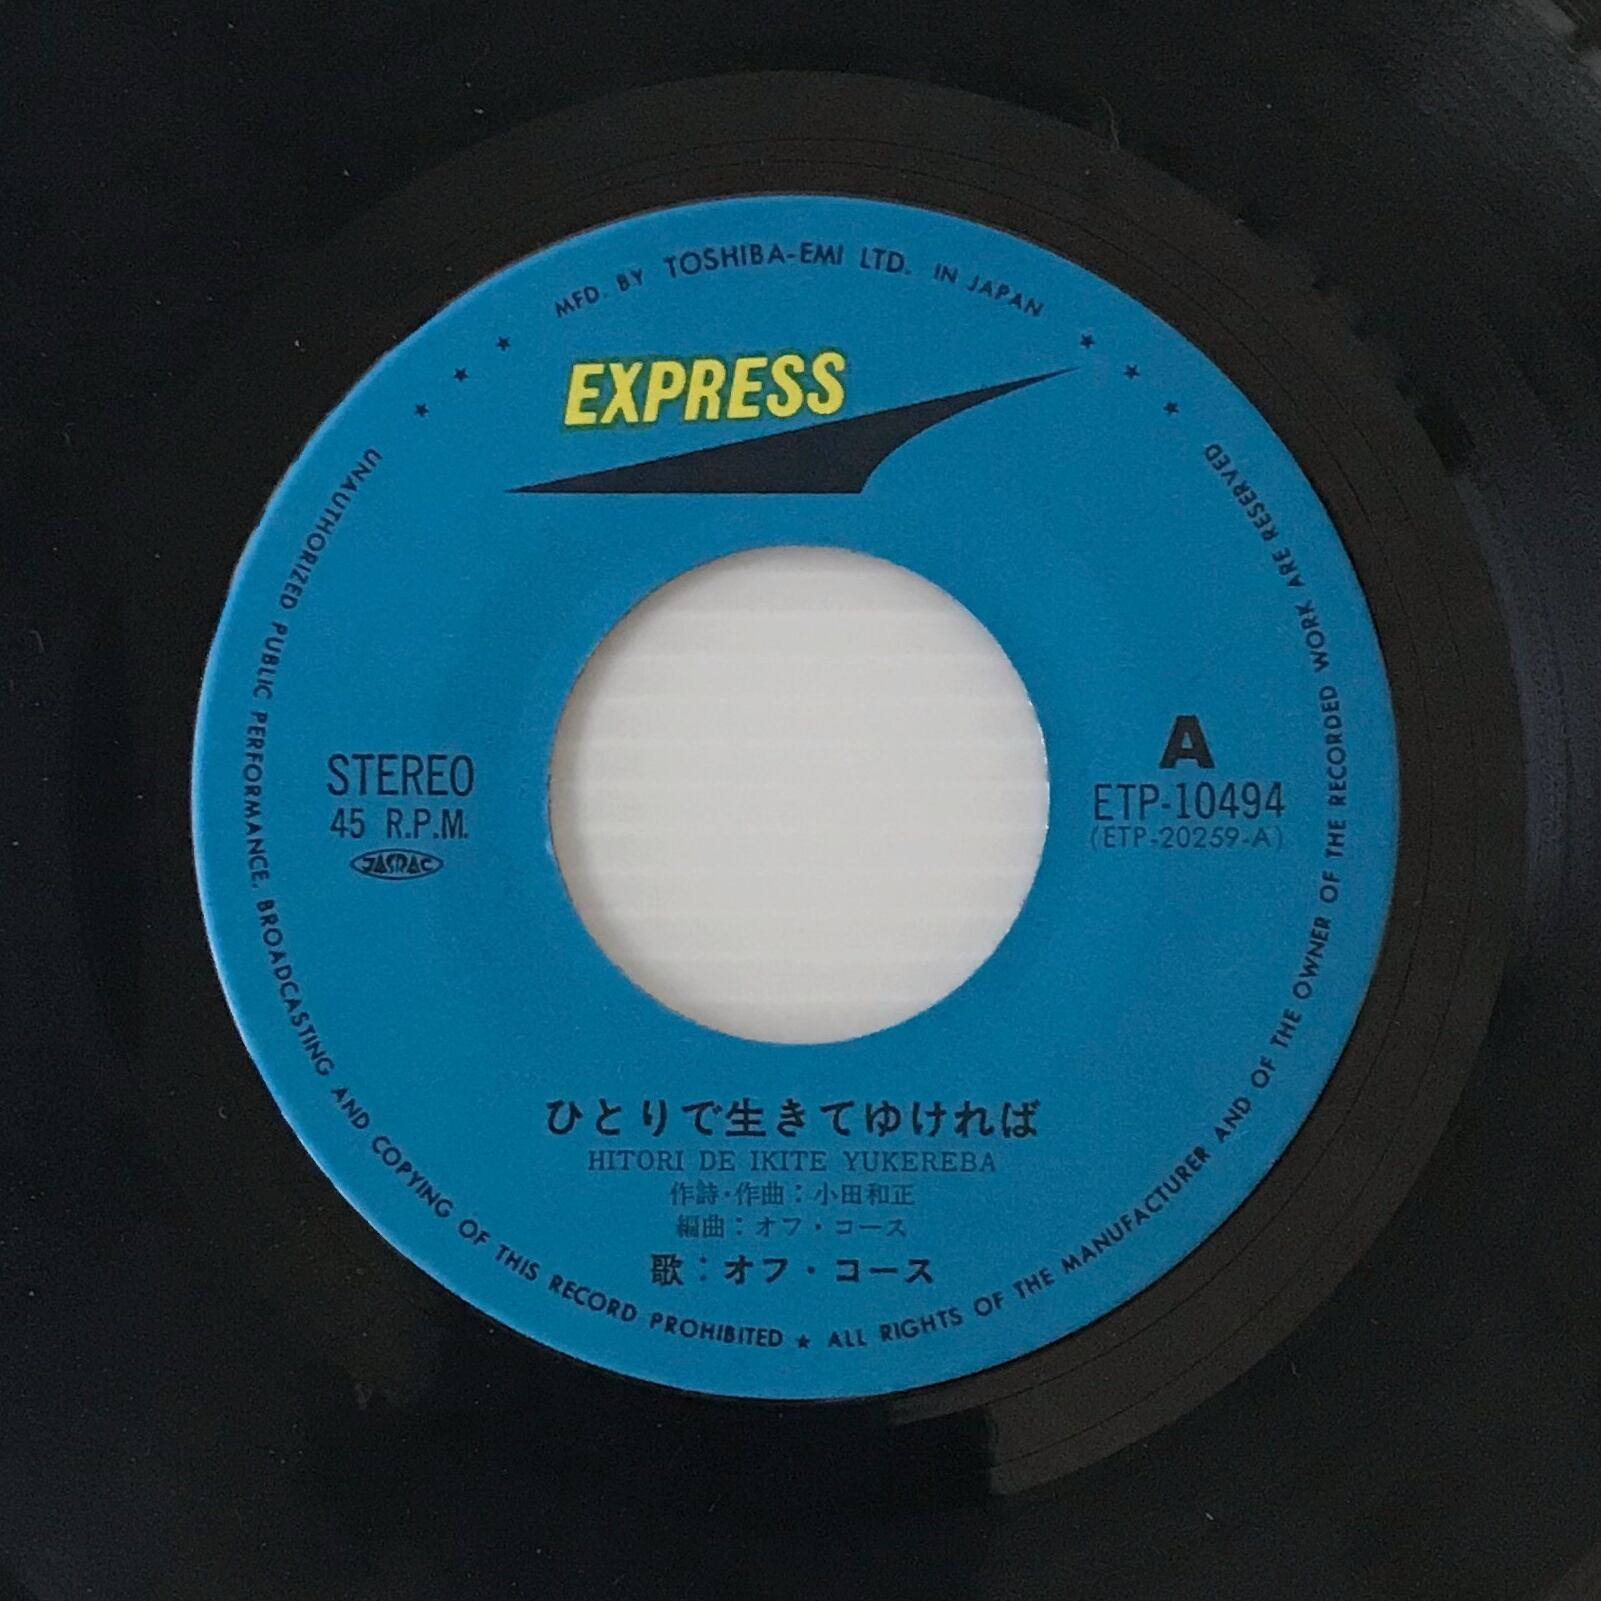 MFD. BY TOSHIBA-EMI LTD. IN JAPAN
EXPRESS
STEREO
45 R.P.M.
JASRAC
A
ETP-10494
(ETP-20259-A)
ひとりで生きてゆければ
HITORI DE IKITE YUKEREBA
作詩・作曲：小田和正
編曲：オフ・コース
歌：オフ・コース
UNAUTHORIZED PUBLIC PERFORMANCE, BROADCASTING AND COPYING OF THIS RECORD PROHIBITED ★ ALL RIGHTS OF THE MANUFACTURER AND OF THE OWNER OF THE RECORDED WORK ARE RESERVED